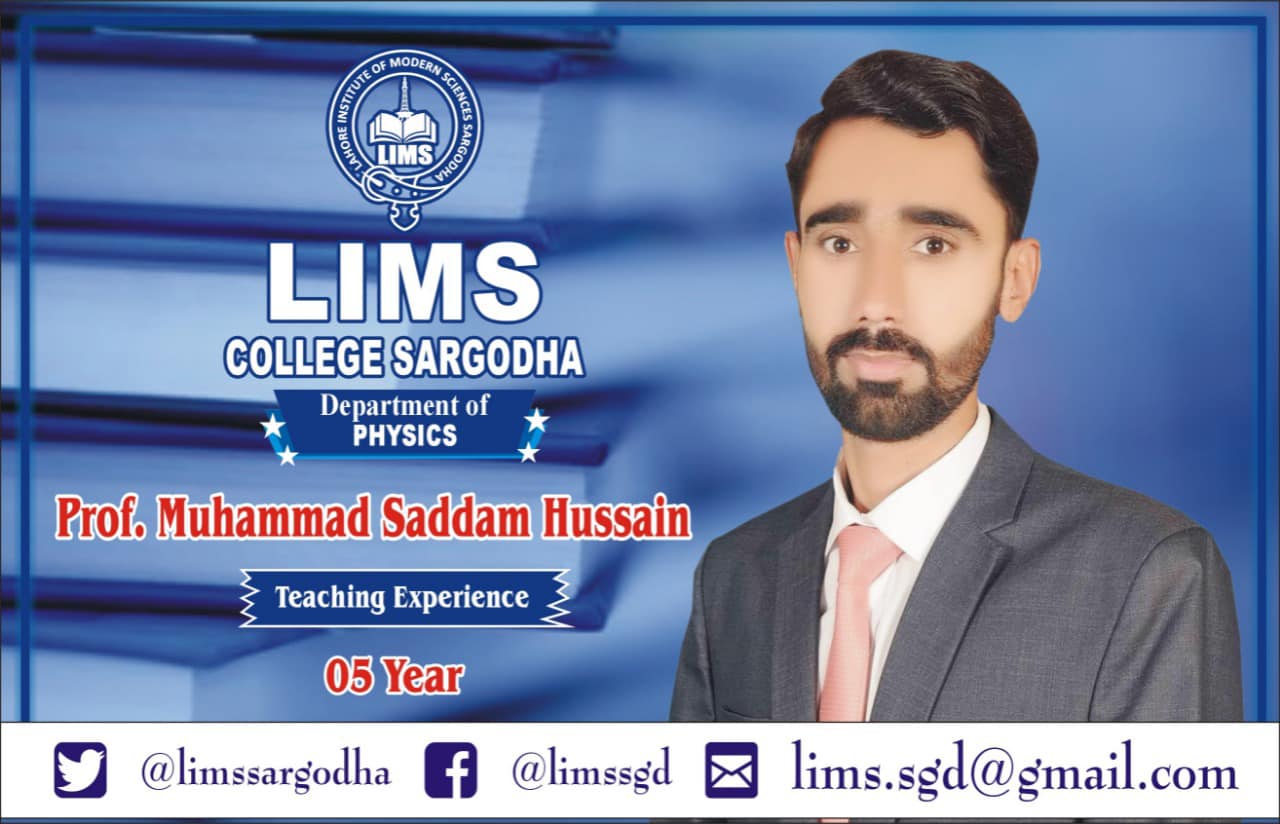 LAHORE INSTITUTE OF MODERN SCIENCES SARGODHA
LIMS
LIMS
COLLEGE SARGODHA
Department of
PHYSICS
Prof. Muhammad Saddam Hussain
Teaching Experience
05 Year
@limssargodha @limssgd lims.sgd@gmail.com